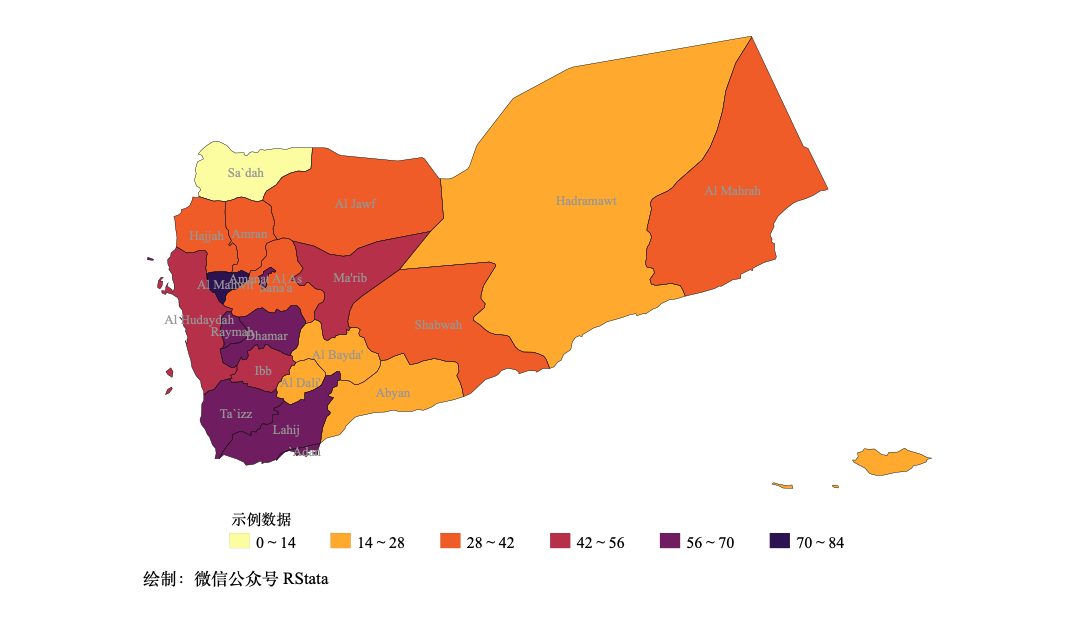 Sa`dah
Al Jawf
Hadramawt
Al Mahrah
Hajjah
Amran
Ma'rib
Amanat Al As
Sana'a
Al Mahwit
Al Hudaydah
Raymah
Dhamar
Shabwah
Al Bayda'
Ibb
Al Dali'
Abyan
Ta`izz
Lahij
`Adan
示例数据
0 ~ 14
14 ~ 28
28 ~ 42
42 ~ 56
56 ~ 70
70 ~ 84
绘制：微信公众号 RStata